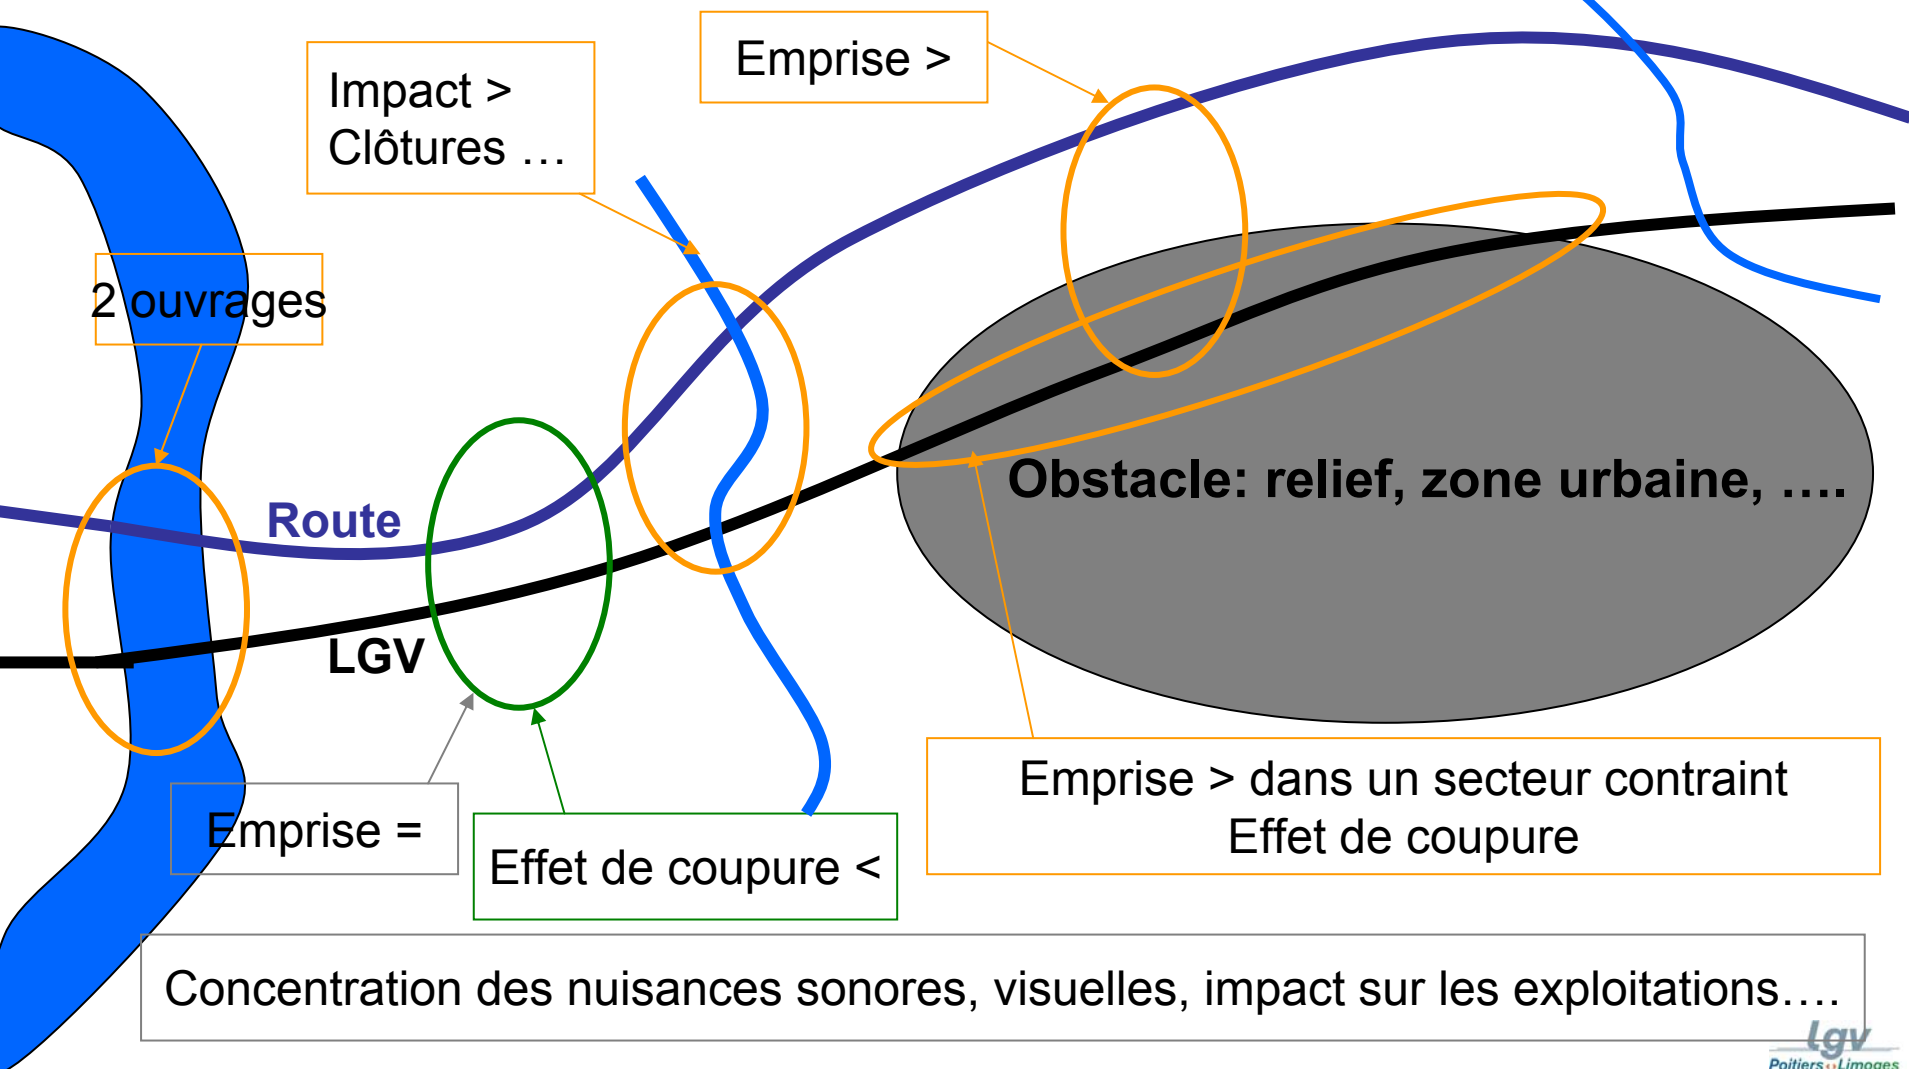 Emprise >
Impact >
Clôtures …
2 ouvrages
Route
LGV
Obstacle: relief, zone urbaine, ….
Emprise =
Effet de coupure <
Emprise > dans un secteur contraint
Effet de coupure
Concentration des nuisances sonores, visuelles, impact sur les exploitations….
Lgv
Poitiers Limoges